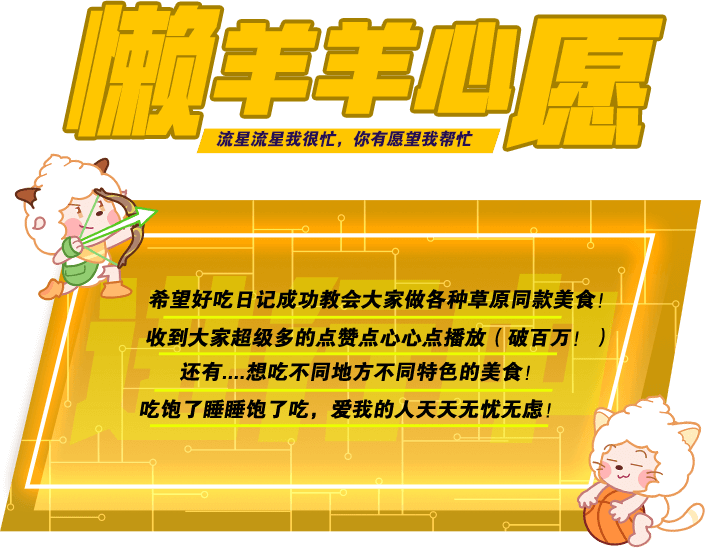 懒羊羊心愿
流星流星我很忙，你有愿望我帮忙
希望好吃日记成功教会大家做各种草原同款美食！
收到大家超级多的点赞点心心点播放（破百万！）
还有....想吃不同地方不同特色的美食！
吃饱了睡睡饱了吃，爱我的人天天无忧无虑！
进行中